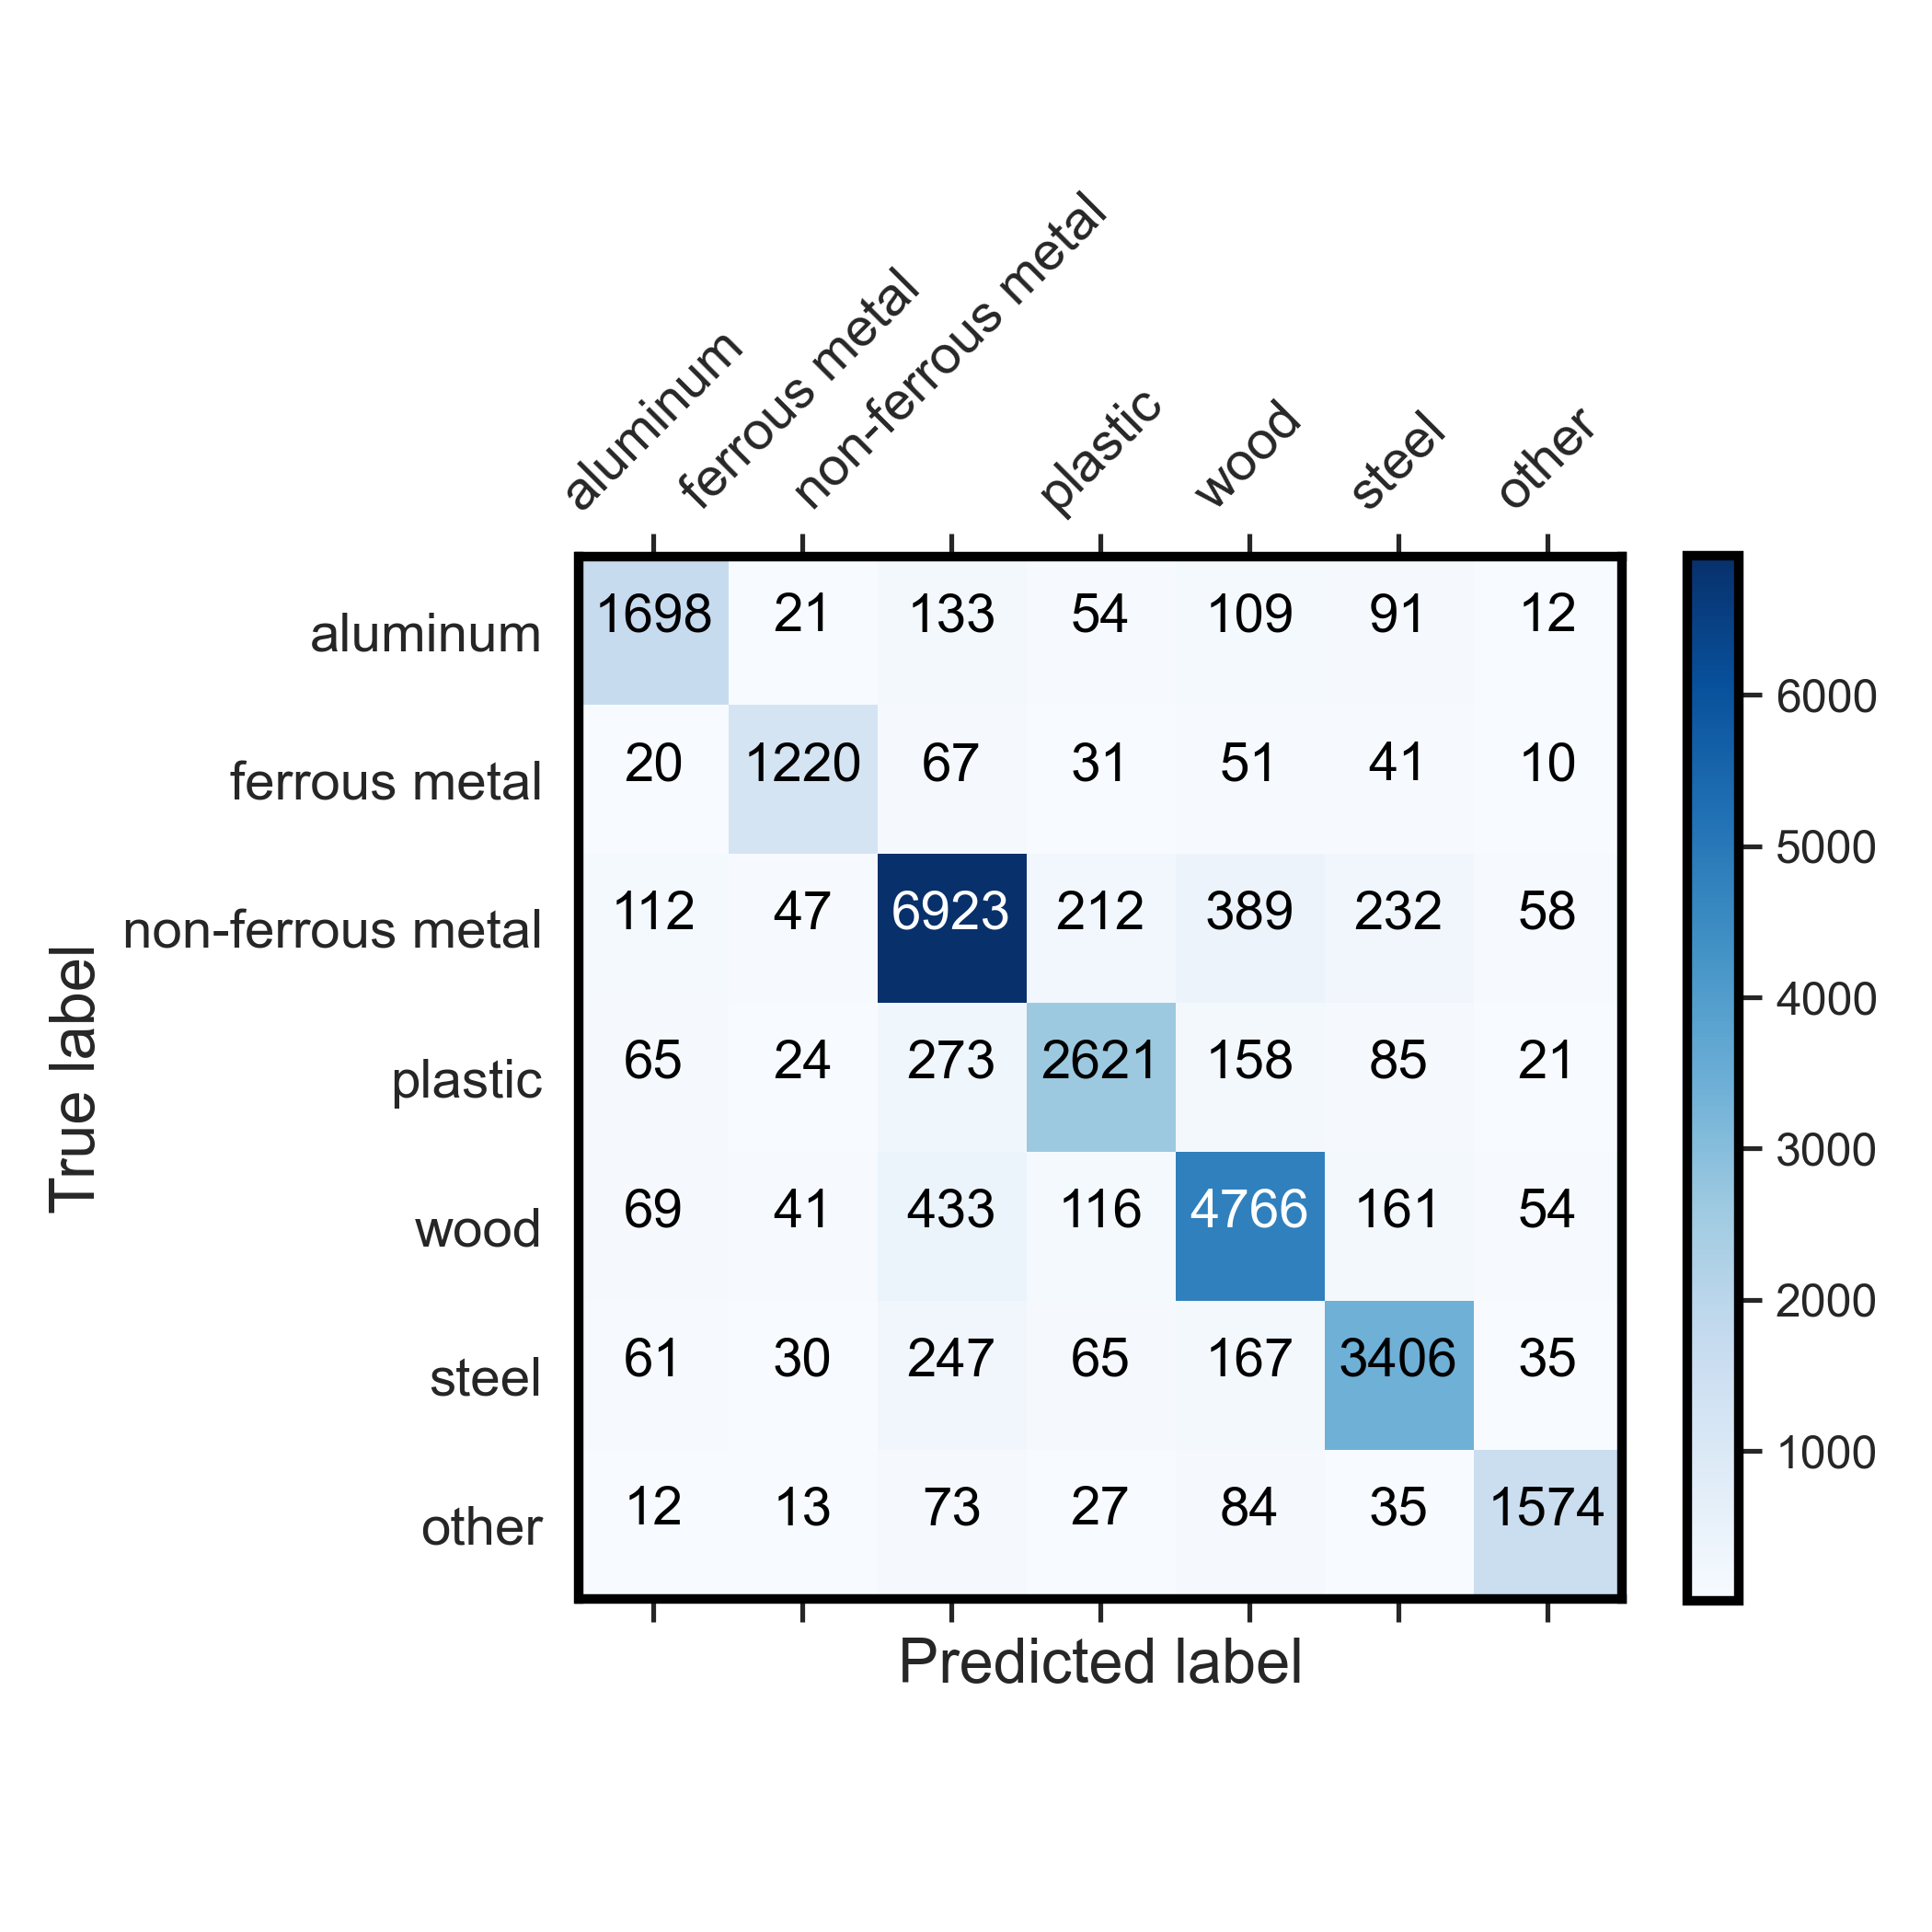 aluminum
ferrous metal
non-ferrous metal
plastic
wood
steel
other
aluminum 1698 21 133 54 109 91 12
ferrous metal 20 1220 67 31 51 41 10
non-ferrous metal 112 47 6923 212 389 232 58
plastic 65 24 273 2621 158 85 21
wood 69 41 433 116 4766 161 54
steel 61 30 247 65 167 3406 35
other 12 13 73 27 84 35 1574
True label
Predicted label
6000
5000
4000
3000
2000
1000